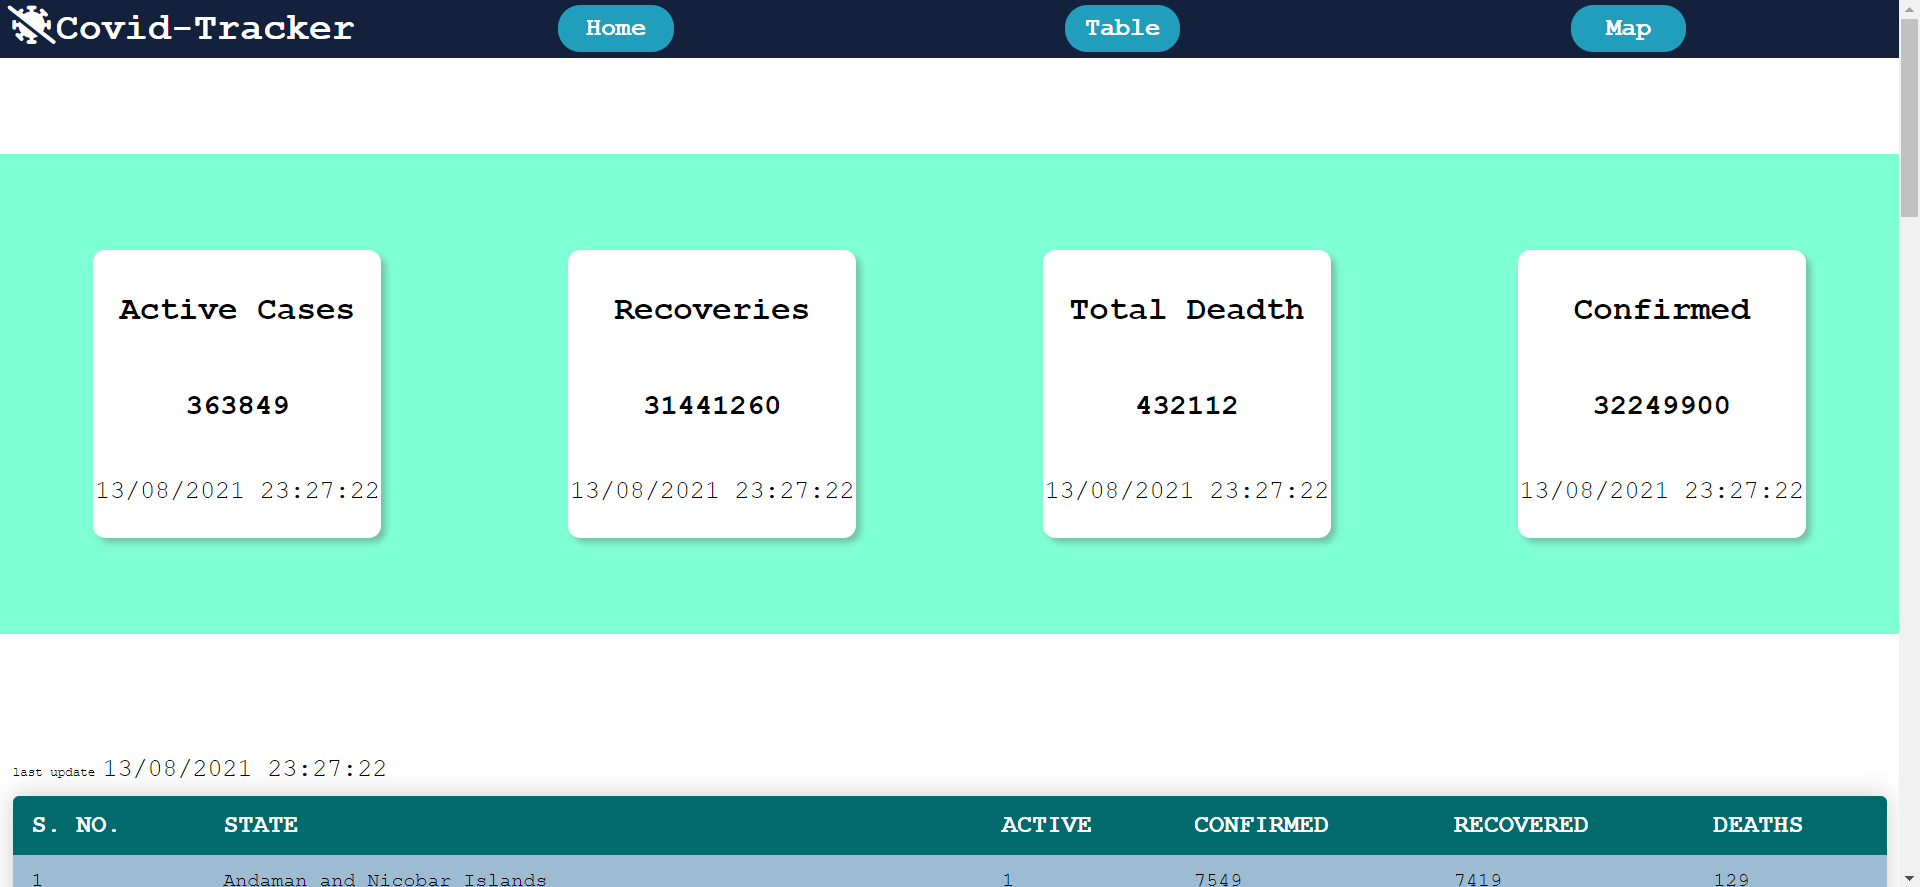 Covid-Tracker Home Table Map
Active Cases Recoveries Total Deadth Confirmed
363849 31441260 432112 32249900
13/08/2021 23:27:22 13/08/2021 23:27:22 13/08/2021 23:27:22 13/08/2021 23:27:22
last update 13/08/2021 23:27:22
S. NO. STATE ACTIVE CONFIRMED RECOVERED DEATHS
1 Andaman and Nicobar Islands 1 7549 7419 129